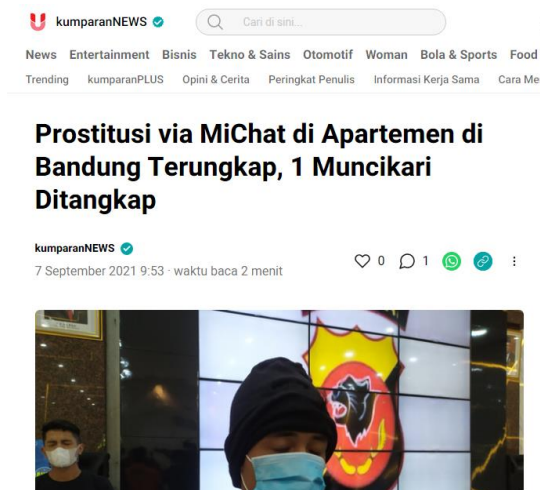 kumparanNEWS
Cari di sini...
News Entertainment Bisnis Tekno & Sains Otomotif Woman Bola & Sports Food
Trending kumparanPLUS Opini & Cerita Peringkat Penulis Informasi Kerja Sama Cara Me
Prostitusi via MiChat di Apartemen di
Bandung Terungkap, 1 Muncikari
Ditangkap
kumparanNEWS
7 September 2021 9:53 · waktu baca 2 menit
0 1